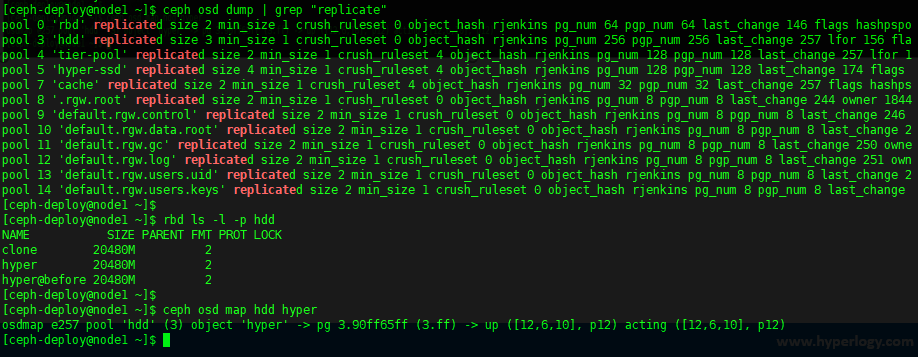 [ceph-deploy@node1 ~]$ ceph osd dump | grep "replicate"
pool 0 'rbd' replicated size 2 min_size 1 crush_ruleset 0 object_hash rjenkins pg_num 64 pgp_num 64 last_change 146 flags hashpspo
pool 3 'hdd' replicated size 3 min_size 1 crush_ruleset 0 object_hash rjenkins pg_num 256 pgp_num 256 last_change 257 lfor 156 fla
pool 4 'tier-pool' replicated size 2 min_size 1 crush_ruleset 4 object_hash rjenkins pg_num 128 pgp_num 128 last_change 257 lfor 1
pool 5 'hyper-ssd' replicated size 4 min_size 1 crush_ruleset 4 object_hash rjenkins pg_num 128 pgp_num 128 last_change 174 flags
pool 7 'cache' replicated size 2 min_size 1 crush_ruleset 4 object_hash rjenkins pg_num 32 pgp_num 32 last_change 257 flags hashps
pool 8 '.rgw.root' replicated size 2 min_size 1 crush_ruleset 0 object_hash rjenkins pg_num 8 pgp_num 8 last_change 244 owner 1844
pool 9 'default.rgw.control' replicated size 2 min_size 1 crush_ruleset 0 object_hash rjenkins pg_num 8 pgp_num 8 last_change 246
pool 10 'default.rgw.data.root' replicated size 2 min_size 1 crush_ruleset 0 object_hash rjenkins pg_num 8 pgp_num 8 last_change 2
pool 11 'default.rgw.gc' replicated size 2 min_size 1 crush_ruleset 0 object_hash rjenkins pg_num 8 pgp_num 8 last_change 250 owne
pool 12 'default.rgw.log' replicated size 2 min_size 1 crush_ruleset 0 object_hash rjenkins pg_num 8 pgp_num 8 last_change 251 own
pool 13 'default.rgw.users.uid' replicated size 2 min_size 1 crush_ruleset 0 object_hash rjenkins pg_num 8 pgp_num 8 last_change 2
pool 14 'default.rgw.users.keys' replicated size 2 min_size 1 crush_ruleset 0 object_hash rjenkins pg_num 8 pgp_num 8 last_change
[ceph-deploy@node1 ~]$
[ceph-deploy@node1 ~]$ rbd ls -l -p hdd
NAME SIZE PARENT FMT PROT LOCK
clone 20480M 2
hyper 20480M 2
hyper@before 20480M 2
[ceph-deploy@node1 ~]$
[ceph-deploy@node1 ~]$ ceph osd map hdd hyper
osdmap e257 pool 'hdd' (3) object 'hyper' -> pg 3.90ff65ff (3.ff) -> up ([12,6,10], p12) acting ([12,6,10], p12)
[ceph-deploy@node1 ~]$
www.hyperlogy.com